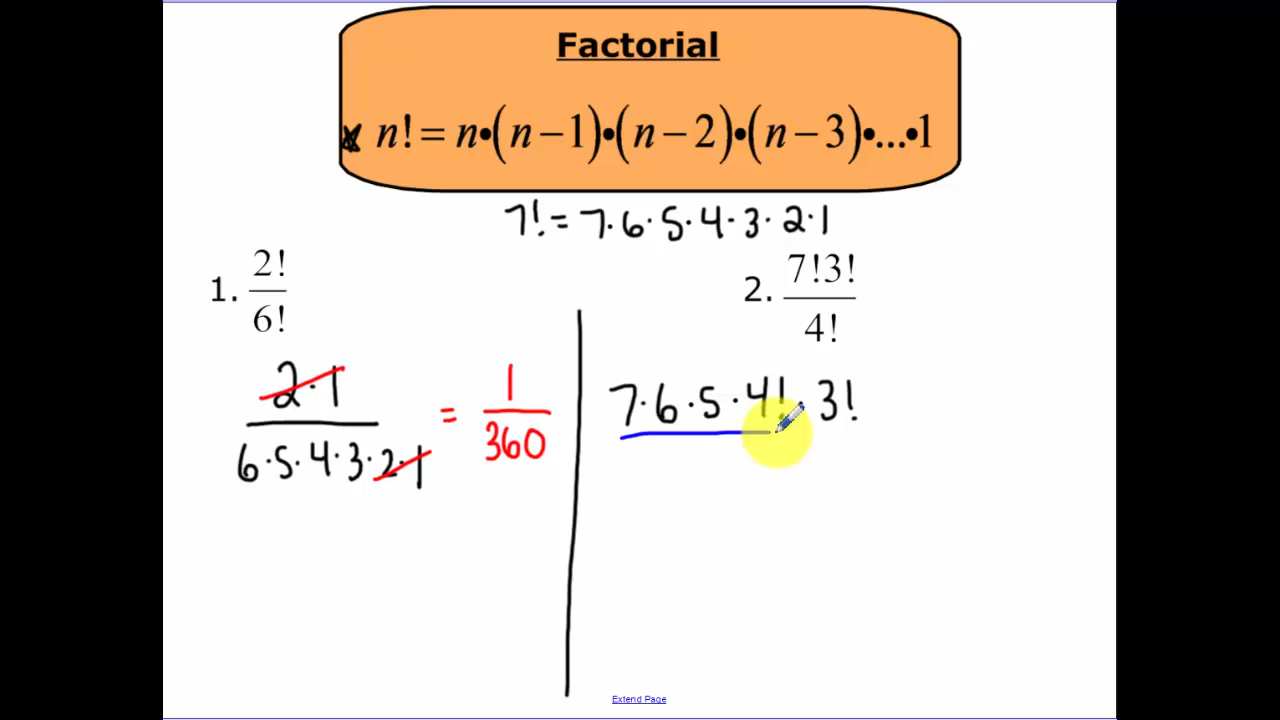 Factorial
n! = n•(n−1)•(n−2)•(n−3)•...•1
7! = 7·6·5·4·3·2·1
1. 2!/6!
2. 7!3!/4!
2·1/6·5·4·3·2·1 = 1/360
7·6·5·4!·3!
Extend Page